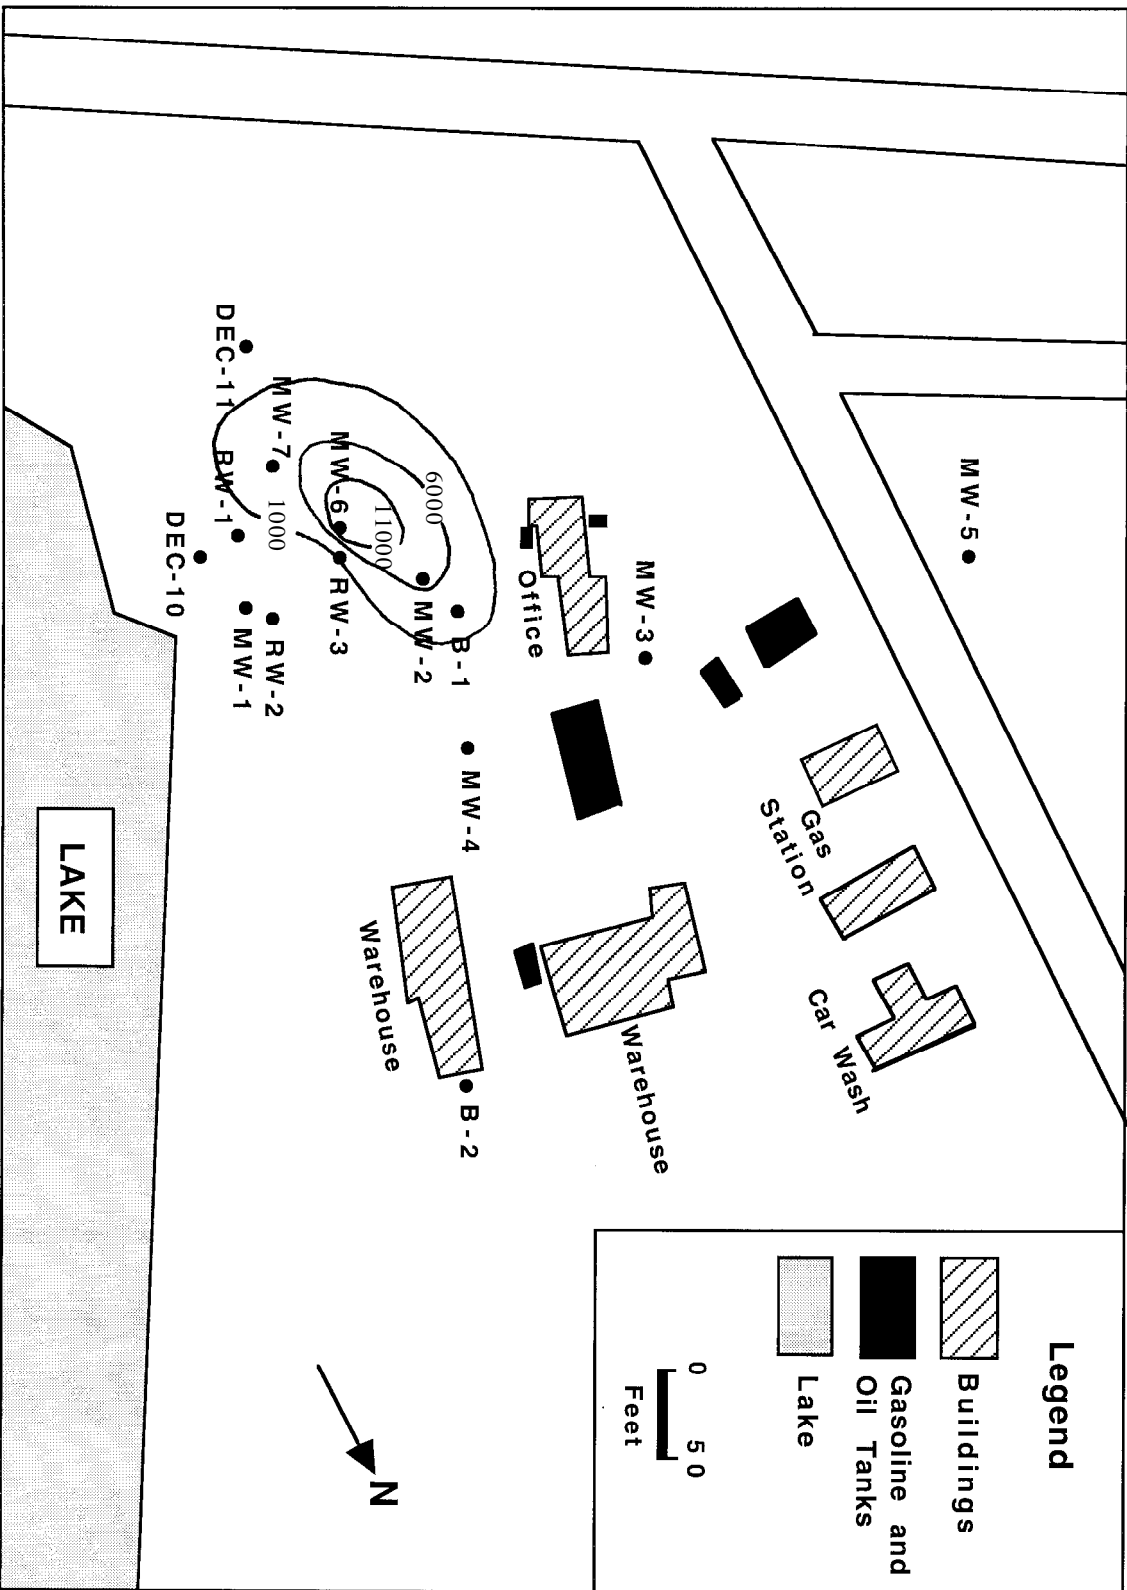 Legend
Buildings
Gasoline and
Oil Tanks
Lake
0 50
Feet
N
MW-5
MW-3
Office
Gas
Station
Car Wash
Warehouse
Warehouse
B-2
MW-4
B-1
MW-2
6000
11000
MW-6
RW-3
MW-7
1000
RW-2
MW-1
RW-1
DEC-11
DEC-10
LAKE